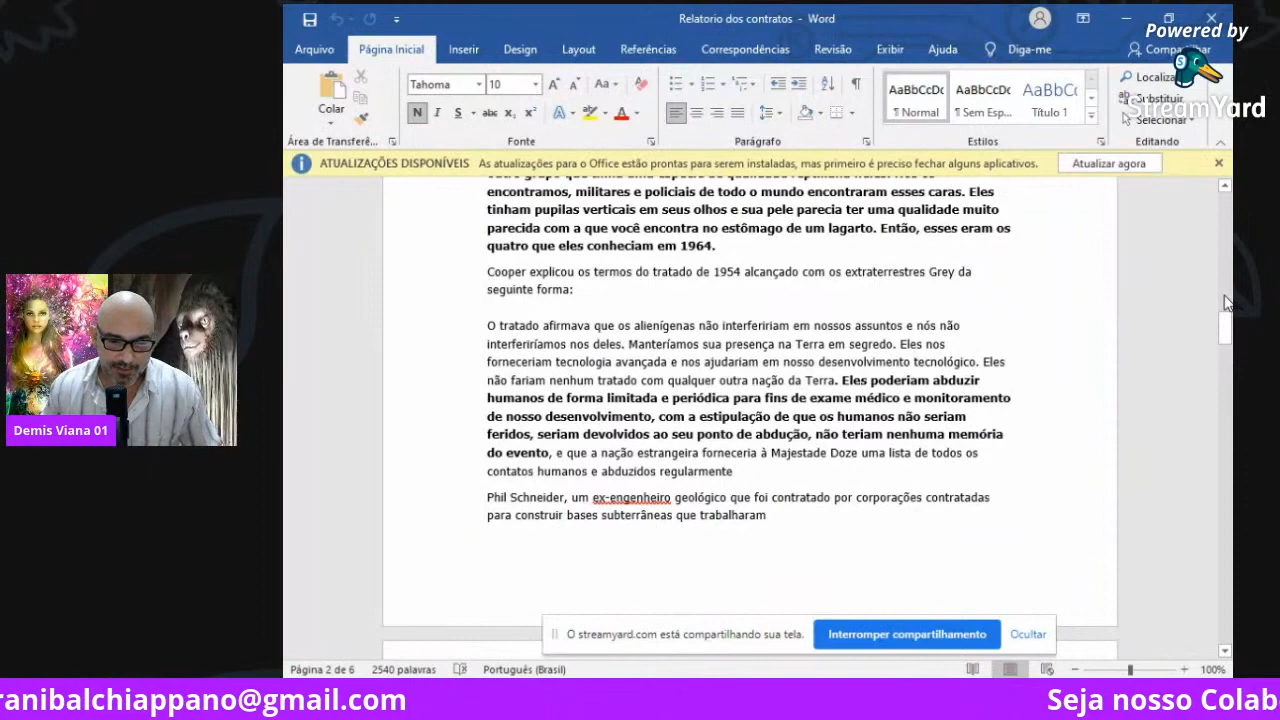 Relatorio dos contratos - Word
Powered by
StreamYard
Arquivo Página Inicial Inserir Design Layout Referências Correspondências Revisão Exibir Ajuda Diga-me
Colar
Tahoma 10 Aa
N I S abc x₂ x²
AaBbCcDc AaBbCcDc AaBbCc
¶ Normal ¶ Sem Esp... Título 1
Substituir
Selecionar
Área de Transferê... Fonte Parágrafo Estilos Editando
ATUALIZAÇÕES DISPONÍVEIS As atualizações para o Office estão prontas para serem instaladas, mas primeiro é preciso fechar alguns aplicativos. Atualizar agora
encontramos, militares e policiais de todo o mundo encontraram esses caras. Eles
tinham pupilas verticais em seus olhos e sua pele parecia ter uma qualidade muito
parecida com a que você encontra no estômago de um lagarto. Então, esses eram os
quatro que eles conheciam em 1964.
Cooper explicou os termos do tratado de 1954 alcançado com os extraterrestres Grey da
seguinte forma:
O tratado afirmava que os alienígenas não interfeririam em nossos assuntos e nós não
interferiríamos nos deles. Manteríamos sua presença na Terra em segredo. Eles nos
forneceriam tecnologia avançada e nos ajudariam em nosso desenvolvimento tecnológico. Eles
não fariam nenhum tratado com qualquer outra nação da Terra. Eles poderiam abduzir
humanos de forma limitada e periódica para fins de exame médico e monitoramento
de nosso desenvolvimento, com a estipulação de que os humanos não seriam
feridos, seriam devolvidos ao seu ponto de abdução, não teriam nenhuma memória
do evento, e que a nação estrangeira forneceria à Majestade Doze uma lista de todos os
contatos humanos e abduzidos regularmente
Phil Schneider, um ex-engenheiro geológico que foi contratado por corporações contratadas
para construir bases subterrâneas que trabalharam
Demis Viana 01
O streamyard.com está compartilhando sua tela. Interromper compartilhamento Ocultar
Página 2 de 6 2540 palavras Português (Brasil) 100%
ranibalchiappano@gmail.com Seja nosso Colab